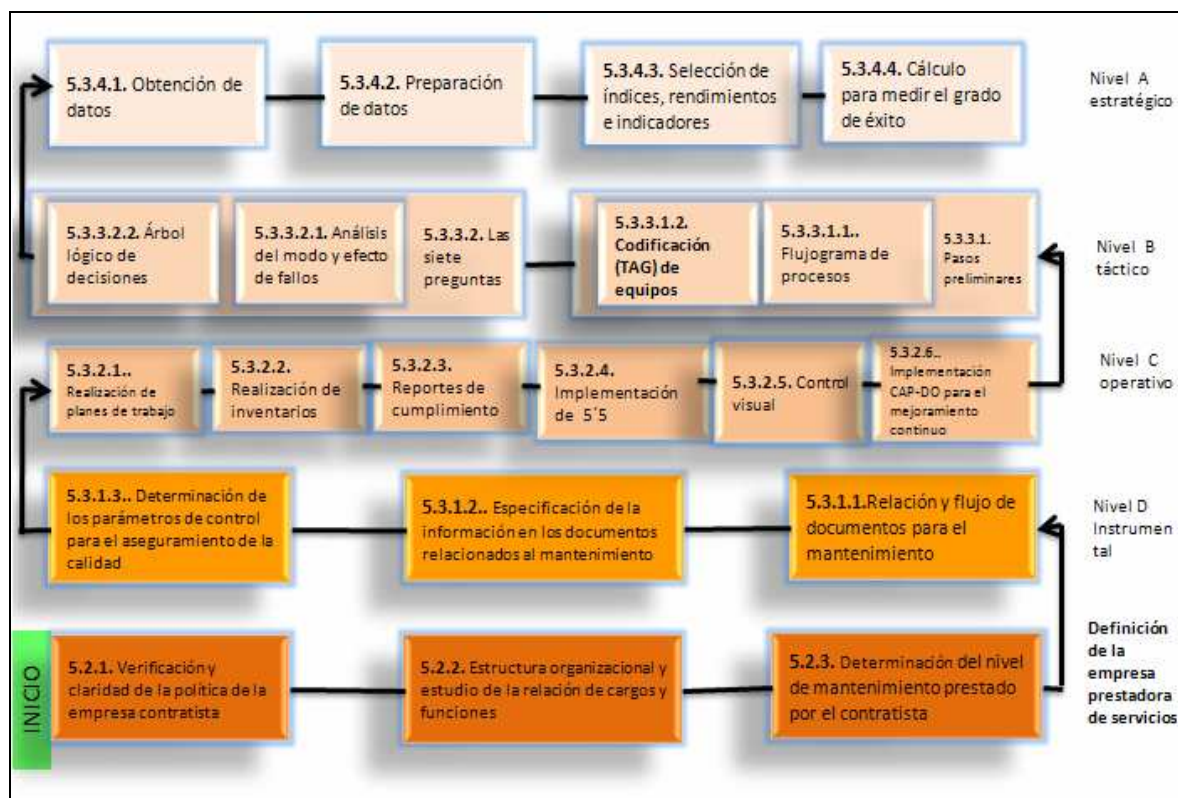 5.3.4.1. Obtención de
datos
5.3.4.2. Preparación
de datos
5.3.4.3. Selección de
índices, rendimientos
e indicadores
5.3.4.4. Cálculo
para medir el grado
de éxito
Nivel A
estratégico
5.3.3.2.2. Árbol
lógico de
decisiones
5.3.3.2.1. Análisis
del modo y efecto
de fallos
5.3.3.2. Las
siete
preguntas
5.3.3.1.2.
Codificación
(TAG) de
equipos
5.3.3.1.1..
Flujograma de
procesos
5.3.3.1.
Pasos
preliminares
Nivel B
táctico
5.3.2.1..
Realización de
planes de trabajo
5.3.2.2.
Realización de
inventarios
5.3.2.3.
Reportes de
cumplimiento
5.3.2.4.
Implementación
de 5´5
5.3.2.5. Control
visual
5.3.2.6..
Implementación
CAP-DO para el
mejoramiento
continuo
Nivel C
operativo
5.3.1.3.. Determinación de
los parámetros de control
para el aseguramiento de la
calidad
5.3.1.2.. Especificación de la
información en los documentos
relacionados al mantenimiento
5.3.1.1.Relación y flujo de
documentos para el
mantenimiento
Nivel D
Instrumen
tal
INICIO
5.2.1. Verificación y
claridad de la política de la
empresa contratista
5.2.2. Estructura organizacional y
estudio de la relación de cargos y
funciones
5.2.3. Determinación del nivel
de mantenimiento prestado
por el contratista
Definición
de la
empresa
prestadora
de servicios